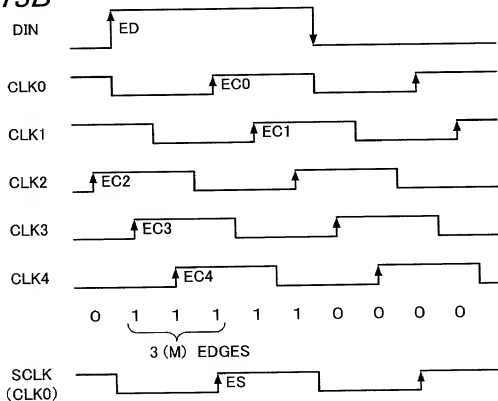 DIN
ED
CLK0
EC0
CLK1
EC1
CLK2
EC2
CLK3
EC3
CLK4
EC4
0 1 1 1 1 1 0 0 0 0
3 (M) EDGES
SCLK
(CLK0)
ES